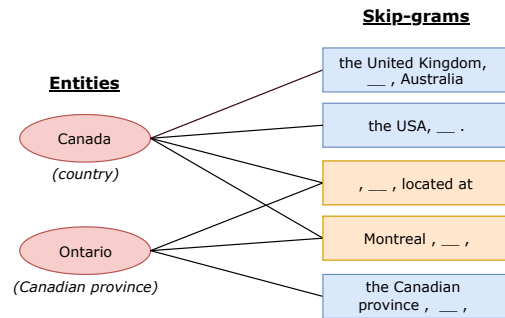 Skip-grams
the United Kingdom,
__ , Australia
Entities
the USA, __ .
Canada
(country)
, __ , located at
Montreal , __ ,
Ontario
(Canadian province)
the Canadian
province , __ ,